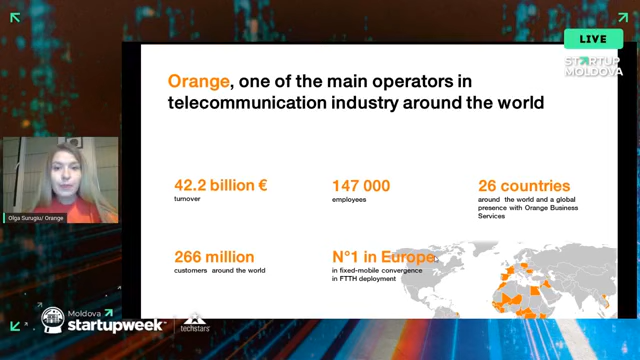 LIVE
STARTUP
MOLDOVA
Orange, one of the main operators in
telecommunication industry around the world
42.2 billion €
turnover
147 000
employees
26 countries
around the world and a global
presence with Orange Business
Services
266 million
customers around the world
N°1 in Europe
in fixed-mobile convergence
in FTTH deployment
Olga Surugiu/ Orange
Moldova
startupweek
techstars